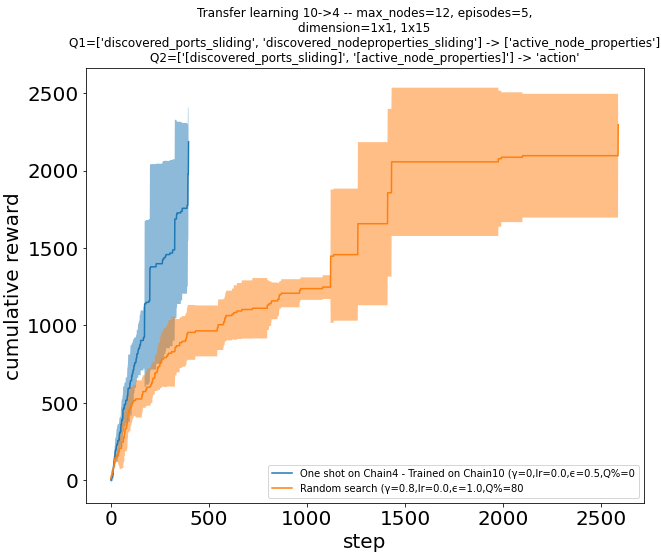 Transfer learning 10->4 -- max_nodes=12, episodes=5,
dimension=1x1, 1x15
Q1=['discovered_ports_sliding', 'discovered_nodeproperties_sliding'] -> ['active_node_properties']
Q2=['[discovered_ports_sliding]', '[active_node_properties]'] -> 'action'
2500
2000
1500
1000
500
0
cumulative reward
One shot on Chain4 - Trained on Chain10 (γ=0,lr=0.0,ϵ=0.5,Q%=0
Random search (γ=0.8,lr=0.0,ϵ=1.0,Q%=80
0 500 1000 1500 2000 2500
step